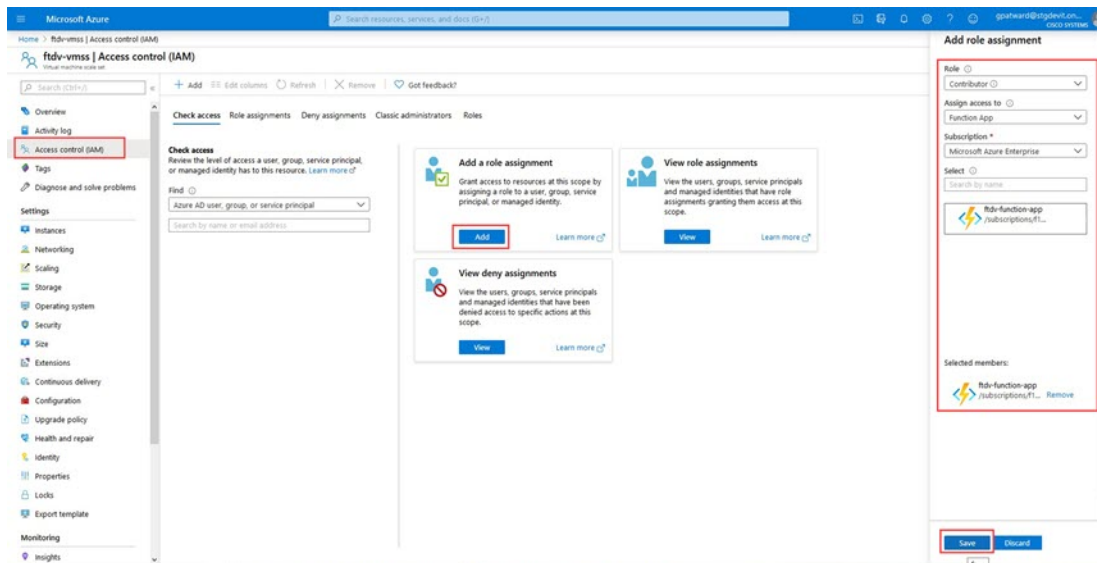 Microsoft Azure
Search resources, services, and docs (G+/)
gpatward@stgdevit.on...
CISCO SYSTEMS
Home > ftdv-vmss | Access control (IAM)
ftdv-vmss | Access control (IAM)
Virtual machine scale set
Search (Ctrl+/)
Overview
Activity log
Access control (IAM)
Tags
Diagnose and solve problems
Settings
Instances
Networking
Scaling
Storage
Operating system
Security
Size
Extensions
Continuous delivery
Configuration
Upgrade policy
Health and repair
Identity
Properties
Locks
Export template
Monitoring
Insights
Add
Edit columns
Refresh
Remove
Got feedback?
Check access
Role assignments
Deny assignments
Classic administrators
Roles
Check access
Review the level of access a user, group, service principal,
or managed identity has to this resource. Learn more
Find
Azure AD user, group, or service principal
Search by name or email address
Add a role assignment
Grant access to resources at this scope by
assigning a role to a user, group, service
principal, or managed identity.
Add
Learn more
View role assignments
View the users, groups, service principals
and managed identities that have role
assignments granting them access at this
scope.
View
Learn more
View deny assignments
View the users, groups, service principals
and managed identities that have been
denied access to specific actions at this
scope.
View
Learn more
Add role assignment
Role
Contributor
Assign access to
Function App
Subscription *
Microsoft Azure Enterprise
Select
Search by name
ftdv-function-app
/subscriptions/f1...
Selected members:
ftdv-function-app
/subscriptions/f1... Remove
Save
Discard